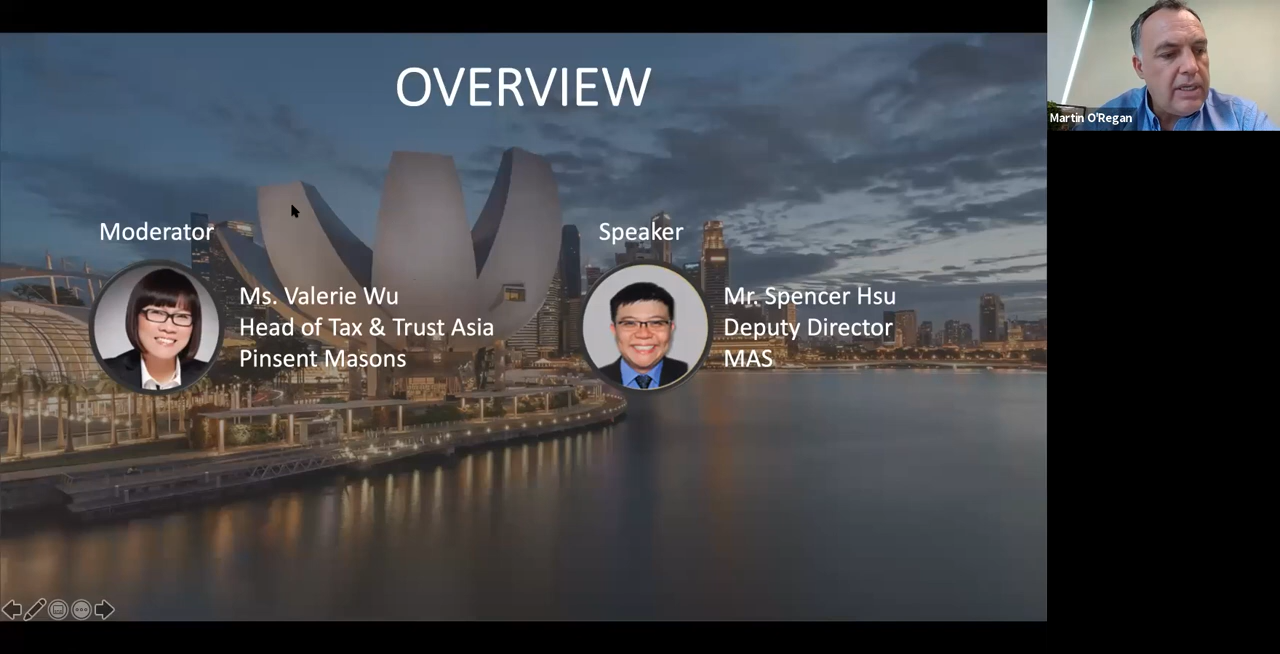 OVERVIEW
Martin O'Regan
Moderator
Ms. Valerie Wu
Head of Tax & Trust Asia
Pinsent Masons
Speaker
Mr. Spencer Hsu
Deputy Director
MAS